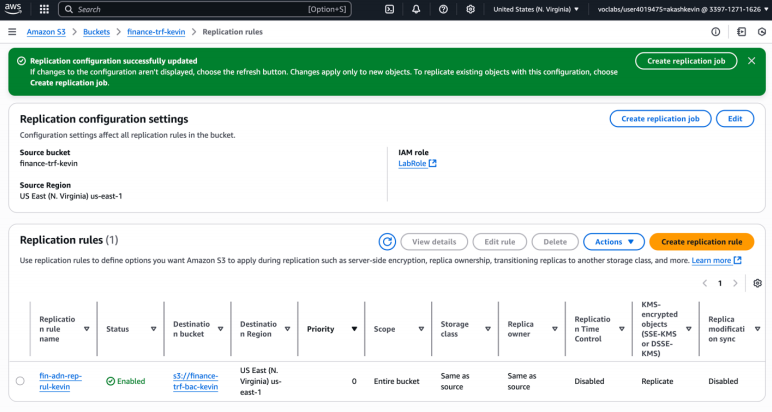 aws
Search
[Option+S]
United States (N. Virginia)
voclabs/user4019475=akashkevin @ 3397-1271-1626
Amazon S3 > Buckets > finance-trf-kevin > Replication rules
Replication configuration successfully updated
If changes to the configuration aren't displayed, choose the refresh button. Changes apply only to new objects. To replicate existing objects with this configuration, choose
Create replication job.
Create replication job
Replication configuration settings
Configuration settings affect all replication rules in the bucket.
Create replication job
Edit
Source bucket
finance-trf-kevin
Source Region
US East (N. Virginia) us-east-1
IAM role
LabRole
Replication rules (1)
View details
Edit rule
Delete
Actions
Create replication rule
Use replication rules to define options you want Amazon S3 to apply during replication such as server-side encryption, replica ownership, transitioning replicas to another storage class, and more. Learn more
< 1 >
Replicatio
n rule
name
Status
Destinatio
n bucket
Destinatio
n Region
Priority
Scope
Storage
class
Replica
owner
Replicatio
n Time
Control
KMS-
encrypted
objects
(SSE-KMS
or DSSE-
KMS)
Replica
modificati
on sync
fin-adn-rep-
rul-kevin
Enabled
s3://finance-
trf-bac-kevin
US East (N.
Virginia) us-
east-1
0
Entire bucket
Same as
source
Same as
source
Disabled
Replicate
Disabled